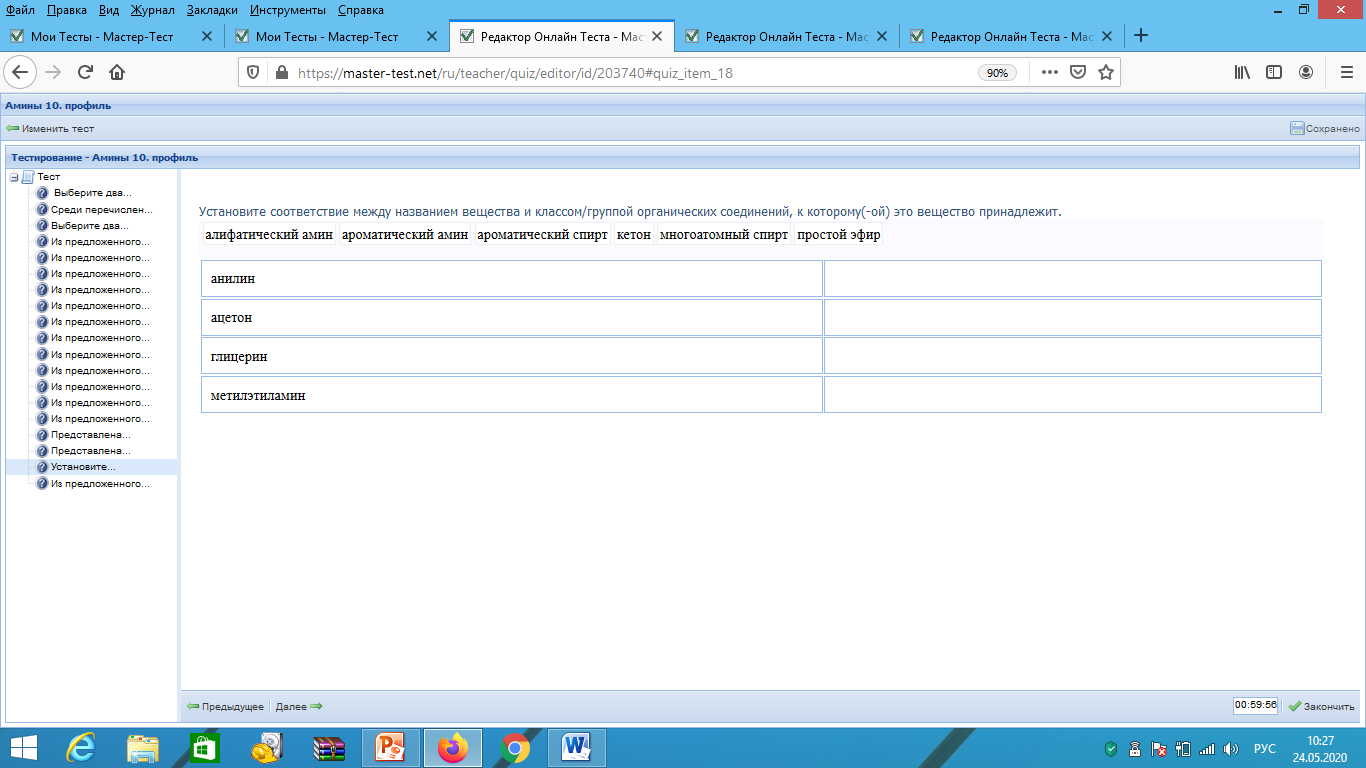 Файл Правка Вид Журнал Закладки Инструменты Справка
Мои Тесты - Мастер-Тест
Мои Тесты - Мастер-Тест
Редактор Онлайн Теста - Мас
Редактор Онлайн Теста - Мас
Редактор Онлайн Теста - Мас
https://master-test.net/ru/teacher/quiz/editor/id/203740#quiz_item_18
90%
Амины 10. профиль
Изменить тест
Сохранено
Тестирование - Амины 10. профиль
Тест
Выберите два...
Среди перечислен...
Выберите два...
Из предложенного...
Из предложенного...
Из предложенного...
Из предложенного...
Из предложенного...
Из предложенного...
Из предложенного...
Из предложенного...
Из предложенного...
Из предложенного...
Из предложенного...
Из предложенного...
Представлена...
Представлена...
Установите...
Из предложенного...
Установите соответствие между названием вещества и классом/группой органических соединений, к которому(-ой) это вещество принадлежит.
алифатический амин ароматический амин ароматический спирт кетон многоатомный спирт простой эфир
анилин
ацетон
глицерин
метилэтиламин
Предыдущее Далее
00:59:56 Закончить
РУС
10:27
24.05.2020